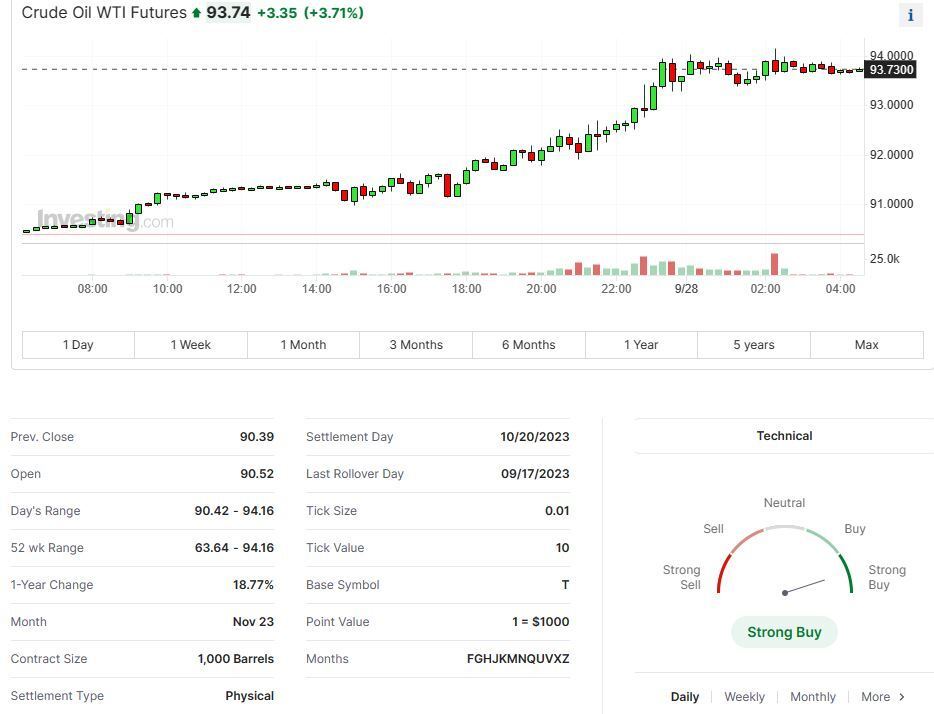 Crude Oil WTI Futures 93.74 +3.35 (+3.71%)
i
94.0000
93.7300
93.0000
92.0000
91.0000
Investing.com
25.0k
08:00 10:00 12:00 14:00 16:00 18:00 20:00 22:00 9/28 02:00 04:00
1 Day 1 Week 1 Month 3 Months 6 Months 1 Year 5 years Max
Prev. Close 90.39
Open 90.52
Day's Range 90.42 - 94.16
52 wk Range 63.64 - 94.16
1-Year Change 18.77%
Month Nov 23
Contract Size 1,000 Barrels
Settlement Type Physical
Settlement Day 10/20/2023
Last Rollover Day 09/17/2023
Tick Size 0.01
Tick Value 10
Base Symbol T
Point Value 1 = $1000
Months FGHJKMNQUVXZ
Technical
Neutral
Sell Buy
Strong Sell
Strong Buy
Strong Buy
Daily Weekly Monthly More >